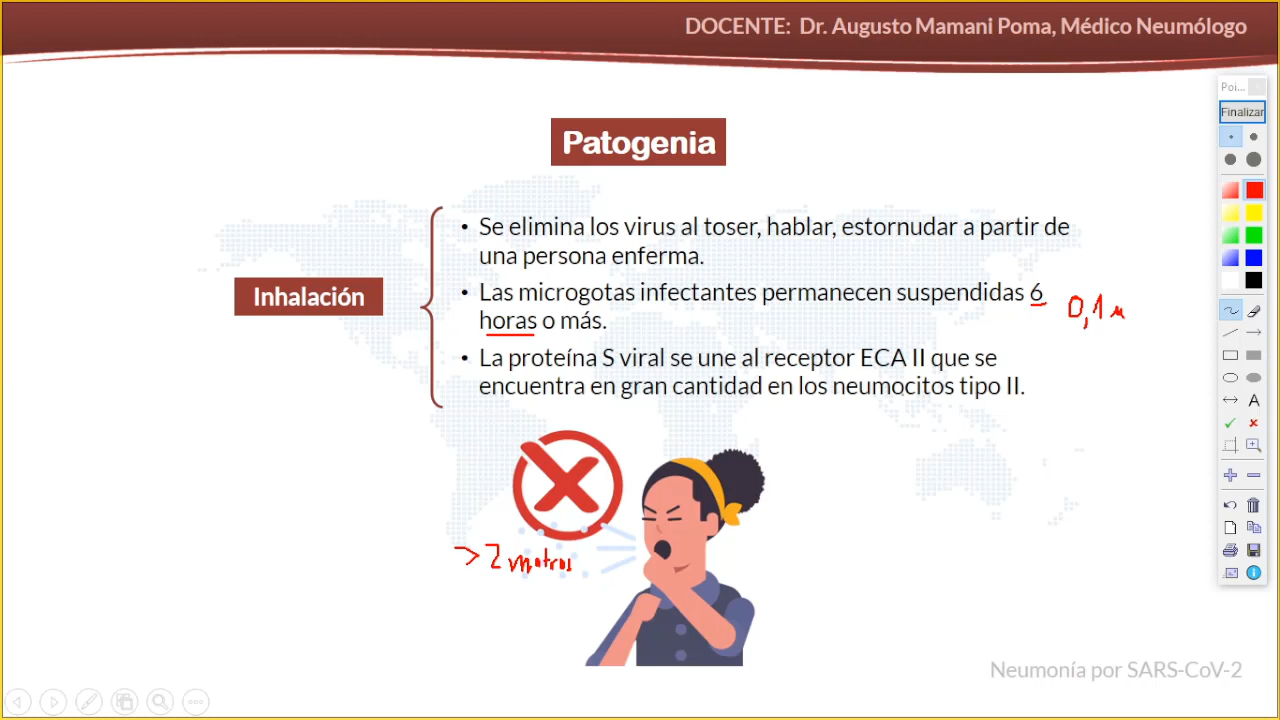 DOCENTE: Dr. Augusto Mamani Poma, Médico Neumólogo
Poi...
Finalizar
Patogenia
Inhalación
• Se elimina los virus al toser, hablar, estornudar a partir de
una persona enferma.
• Las microgotas infectantes permanecen suspendidas 6
horas o más.
0,1 µ
• La proteína S viral se une al receptor ECA II que se
encuentra en gran cantidad en los neumocitos tipo II.
A
> 2 metros
Neumonía por SARS-CoV-2